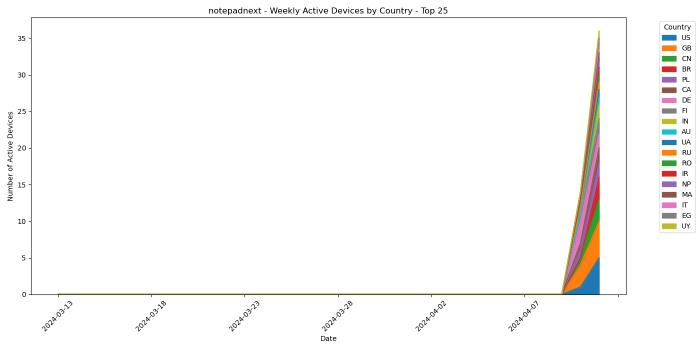 notepadnext - Weekly Active Devices by Country - Top 25
Number of Active Devices
35
30
25
20
15
10
5
0
2024-03-13
2024-03-18
2024-03-23
2024-03-28
2024-04-02
2024-04-07
Date
Country
US
GB
CN
BR
PL
CA
DE
FI
IN
AU
UA
RU
RO
IR
NP
MA
IT
EG
UY